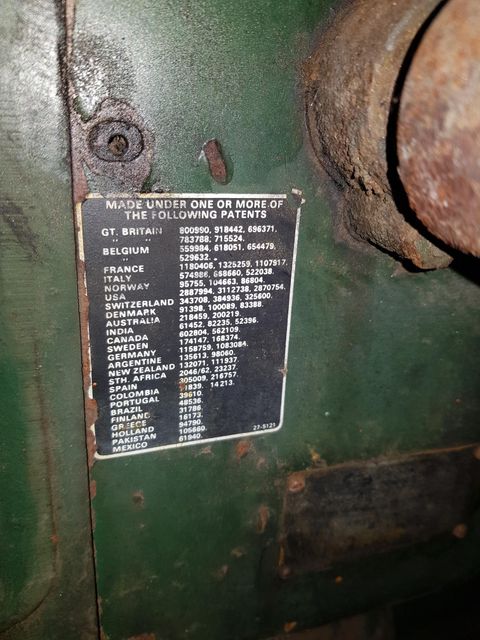 MADE UNDER ONE OR MORE OF
THE FOLLOWING PATENTS
GT. BRITAIN 800990, 918442, 696371,
" " 783788, 715524.
BELGIUM 559984, 618051, 654479,
" 529632.
FRANCE 1180406, 1325259, 1107917.
ITALY 574986, 688660, 522038.
NORWAY 95755, 104663, 86804.
USA 2887994, 3112738, 2870754.
SWITZERLAND 343708, 384936, 325600.
DENMARK 91398, 100089, 83388.
AUSTRALIA 218459, 200219.
INDIA 61452, 82235, 52396.
CANADA 602804, 562109.
SWEDEN 174147, 168374.
GERMANY 1158759, 1083084.
ARGENTINE 135613, 98060.
NEW ZEALAND 132071, 111937.
STH. AFRICA 2046/62, 23237.
SPAIN 305009, 216757.
COLOMBIA 14213.
PORTUGAL 39610.
BRAZIL 48536.
FINLAND 31786.
GREECE 16173.
HOLLAND 94790.
PAKISTAN 105660.
MEXICO 61940.
27-5121